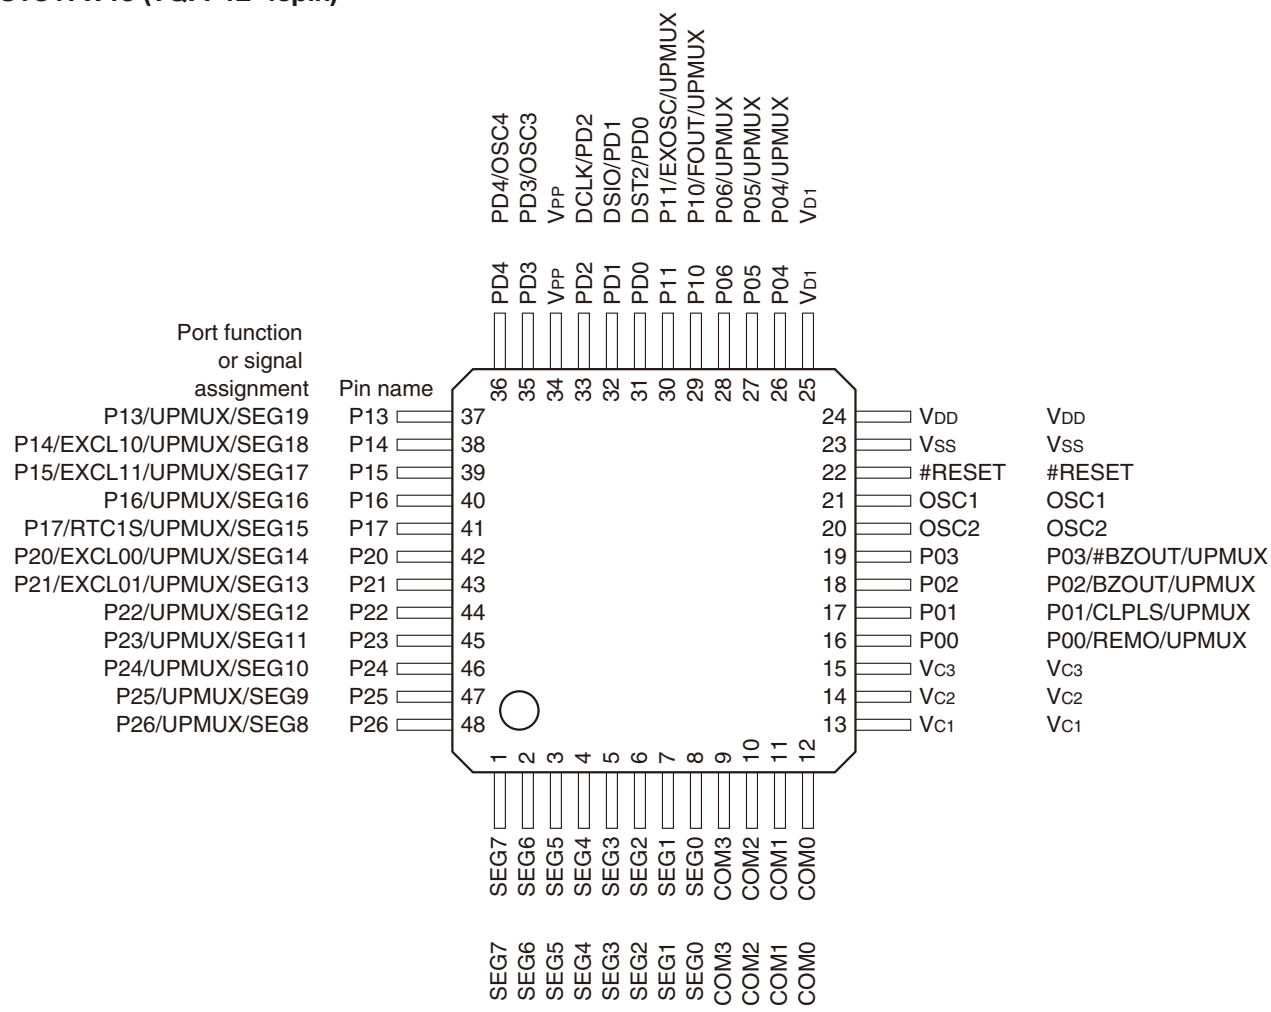 PD4/OSC4
PD3/OSC3
VPP
DCLK/PD2
DSIO/PD1
DST2/PD0
P11/EXOSC/UPMUX
P10/FOUT/UPMUX
P06/UPMUX
P05/UPMUX
P04/UPMUX
VD1
PD4
PD3
VPP
PD2
PD1
PD0
P11
P10
P06
P05
P04
VD1
36 35 34 33 32 31 30 29 28 27 26 25
Port function
or signal
assignment Pin name
P13/UPMUX/SEG19 P13 37 24 VDD VDD
P14/EXCL10/UPMUX/SEG18 P14 38 23 VSS VSS
P15/EXCL11/UPMUX/SEG17 P15 39 22 #RESET #RESET
P16/UPMUX/SEG16 P16 40 21 OSC1 OSC1
P17/RTC1S/UPMUX/SEG15 P17 41 20 OSC2 OSC2
P20/EXCL00/UPMUX/SEG14 P20 42 19 P03 P03/#BZOUT/UPMUX
P21/EXCL01/UPMUX/SEG13 P21 43 18 P02 P02/BZOUT/UPMUX
P22/UPMUX/SEG12 P22 44 17 P01 P01/CLPLS/UPMUX
P23/UPMUX/SEG11 P23 45 16 P00 P00/REMO/UPMUX
P24/UPMUX/SEG10 P24 46 15 VC3 VC3
P25/UPMUX/SEG9 P25 47 14 VC2 VC2
P26/UPMUX/SEG8 P26 48 13 VC1 VC1
1 2 3 4 5 6 7 8 9 10 11 12
SEG7
SEG6
SEG5
SEG4
SEG3
SEG2
SEG1
SEG0
COM3
COM2
COM1
COM0
SEG7
SEG6
SEG5
SEG4
SEG3
SEG2
SEG1
SEG0
COM3
COM2
COM1
COM0